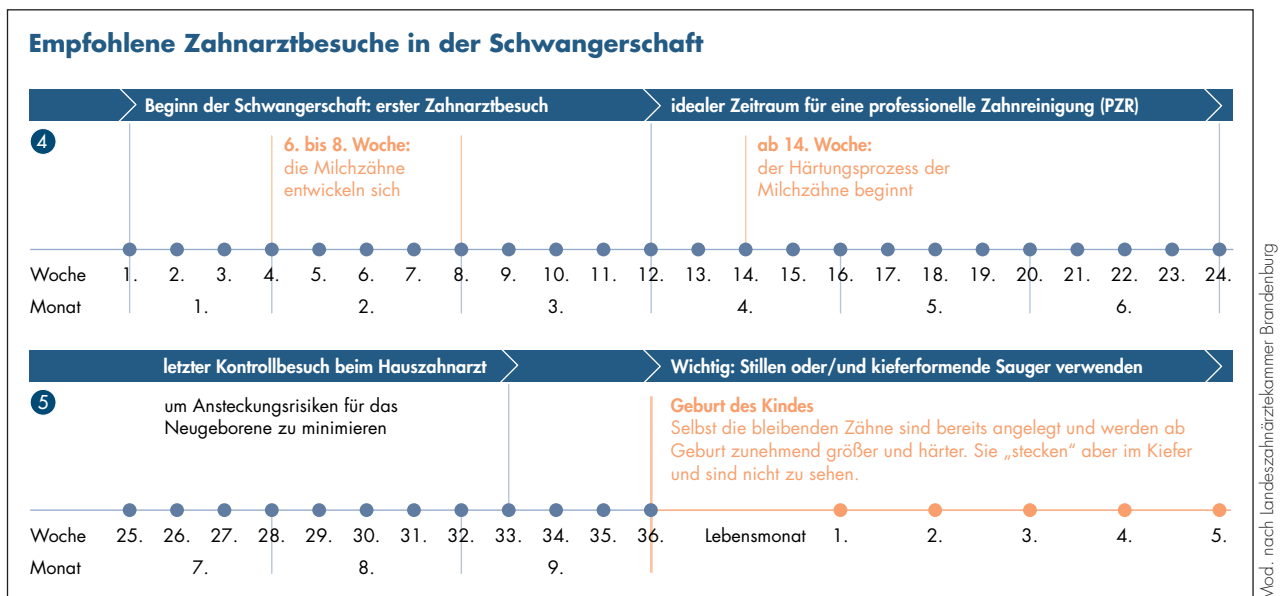 Empfohlene Zahnarztbesuche in der Schwangerschaft
Beginn der Schwangerschaft: erster Zahnarztbesuch
idealer Zeitraum für eine professionelle Zahnreinigung (PZR)
4
6. bis 8. Woche:
die Milchzähne
entwickeln sich
ab 14. Woche:
der Härtungsprozess der
Milchzähne beginnt
Woche 1. 2. 3. 4. 5. 6. 7. 8. 9. 10. 11. 12. 13. 14. 15. 16. 17. 18. 19. 20. 21. 22. 23. 24.
Monat 1. 2. 3. 4. 5. 6.
letzter Kontrollbesuch beim Hauszahnarzt
Wichtig: Stillen oder/und kieferformende Sauger verwenden
5
um Ansteckungsrisiken für das
Neugeborene zu minimieren
Geburt des Kindes
Selbst die bleibenden Zähne sind bereits angelegt und werden ab
Geburt zunehmend größer und härter. Sie „stecken“ aber im Kiefer
und sind nicht zu sehen.
Woche 25. 26. 27. 28. 29. 30. 31. 32. 33. 34. 35. 36. Lebensmonat 1. 2. 3. 4. 5.
Monat 7. 8. 9.
Mod. nach Landeszahnärztekammer Brandenburg